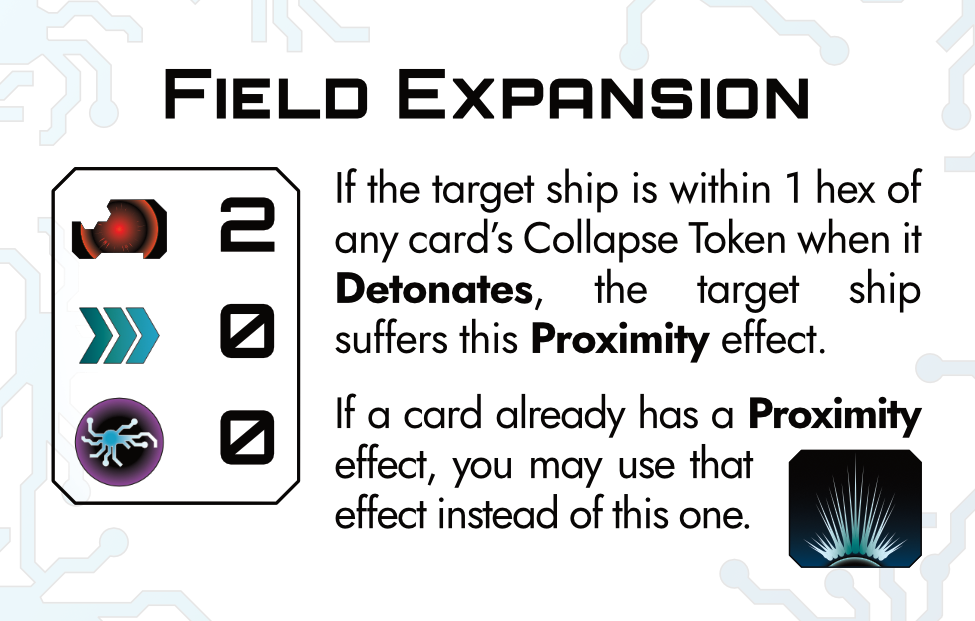 FIELD EXPANSION
2
0
0
If the target ship is within 1 hex of
any card's Collapse Token when it
Detonates, the target ship
suffers this Proximity effect.
If a card already has a Proximity
effect, you may use that
effect instead of this one.